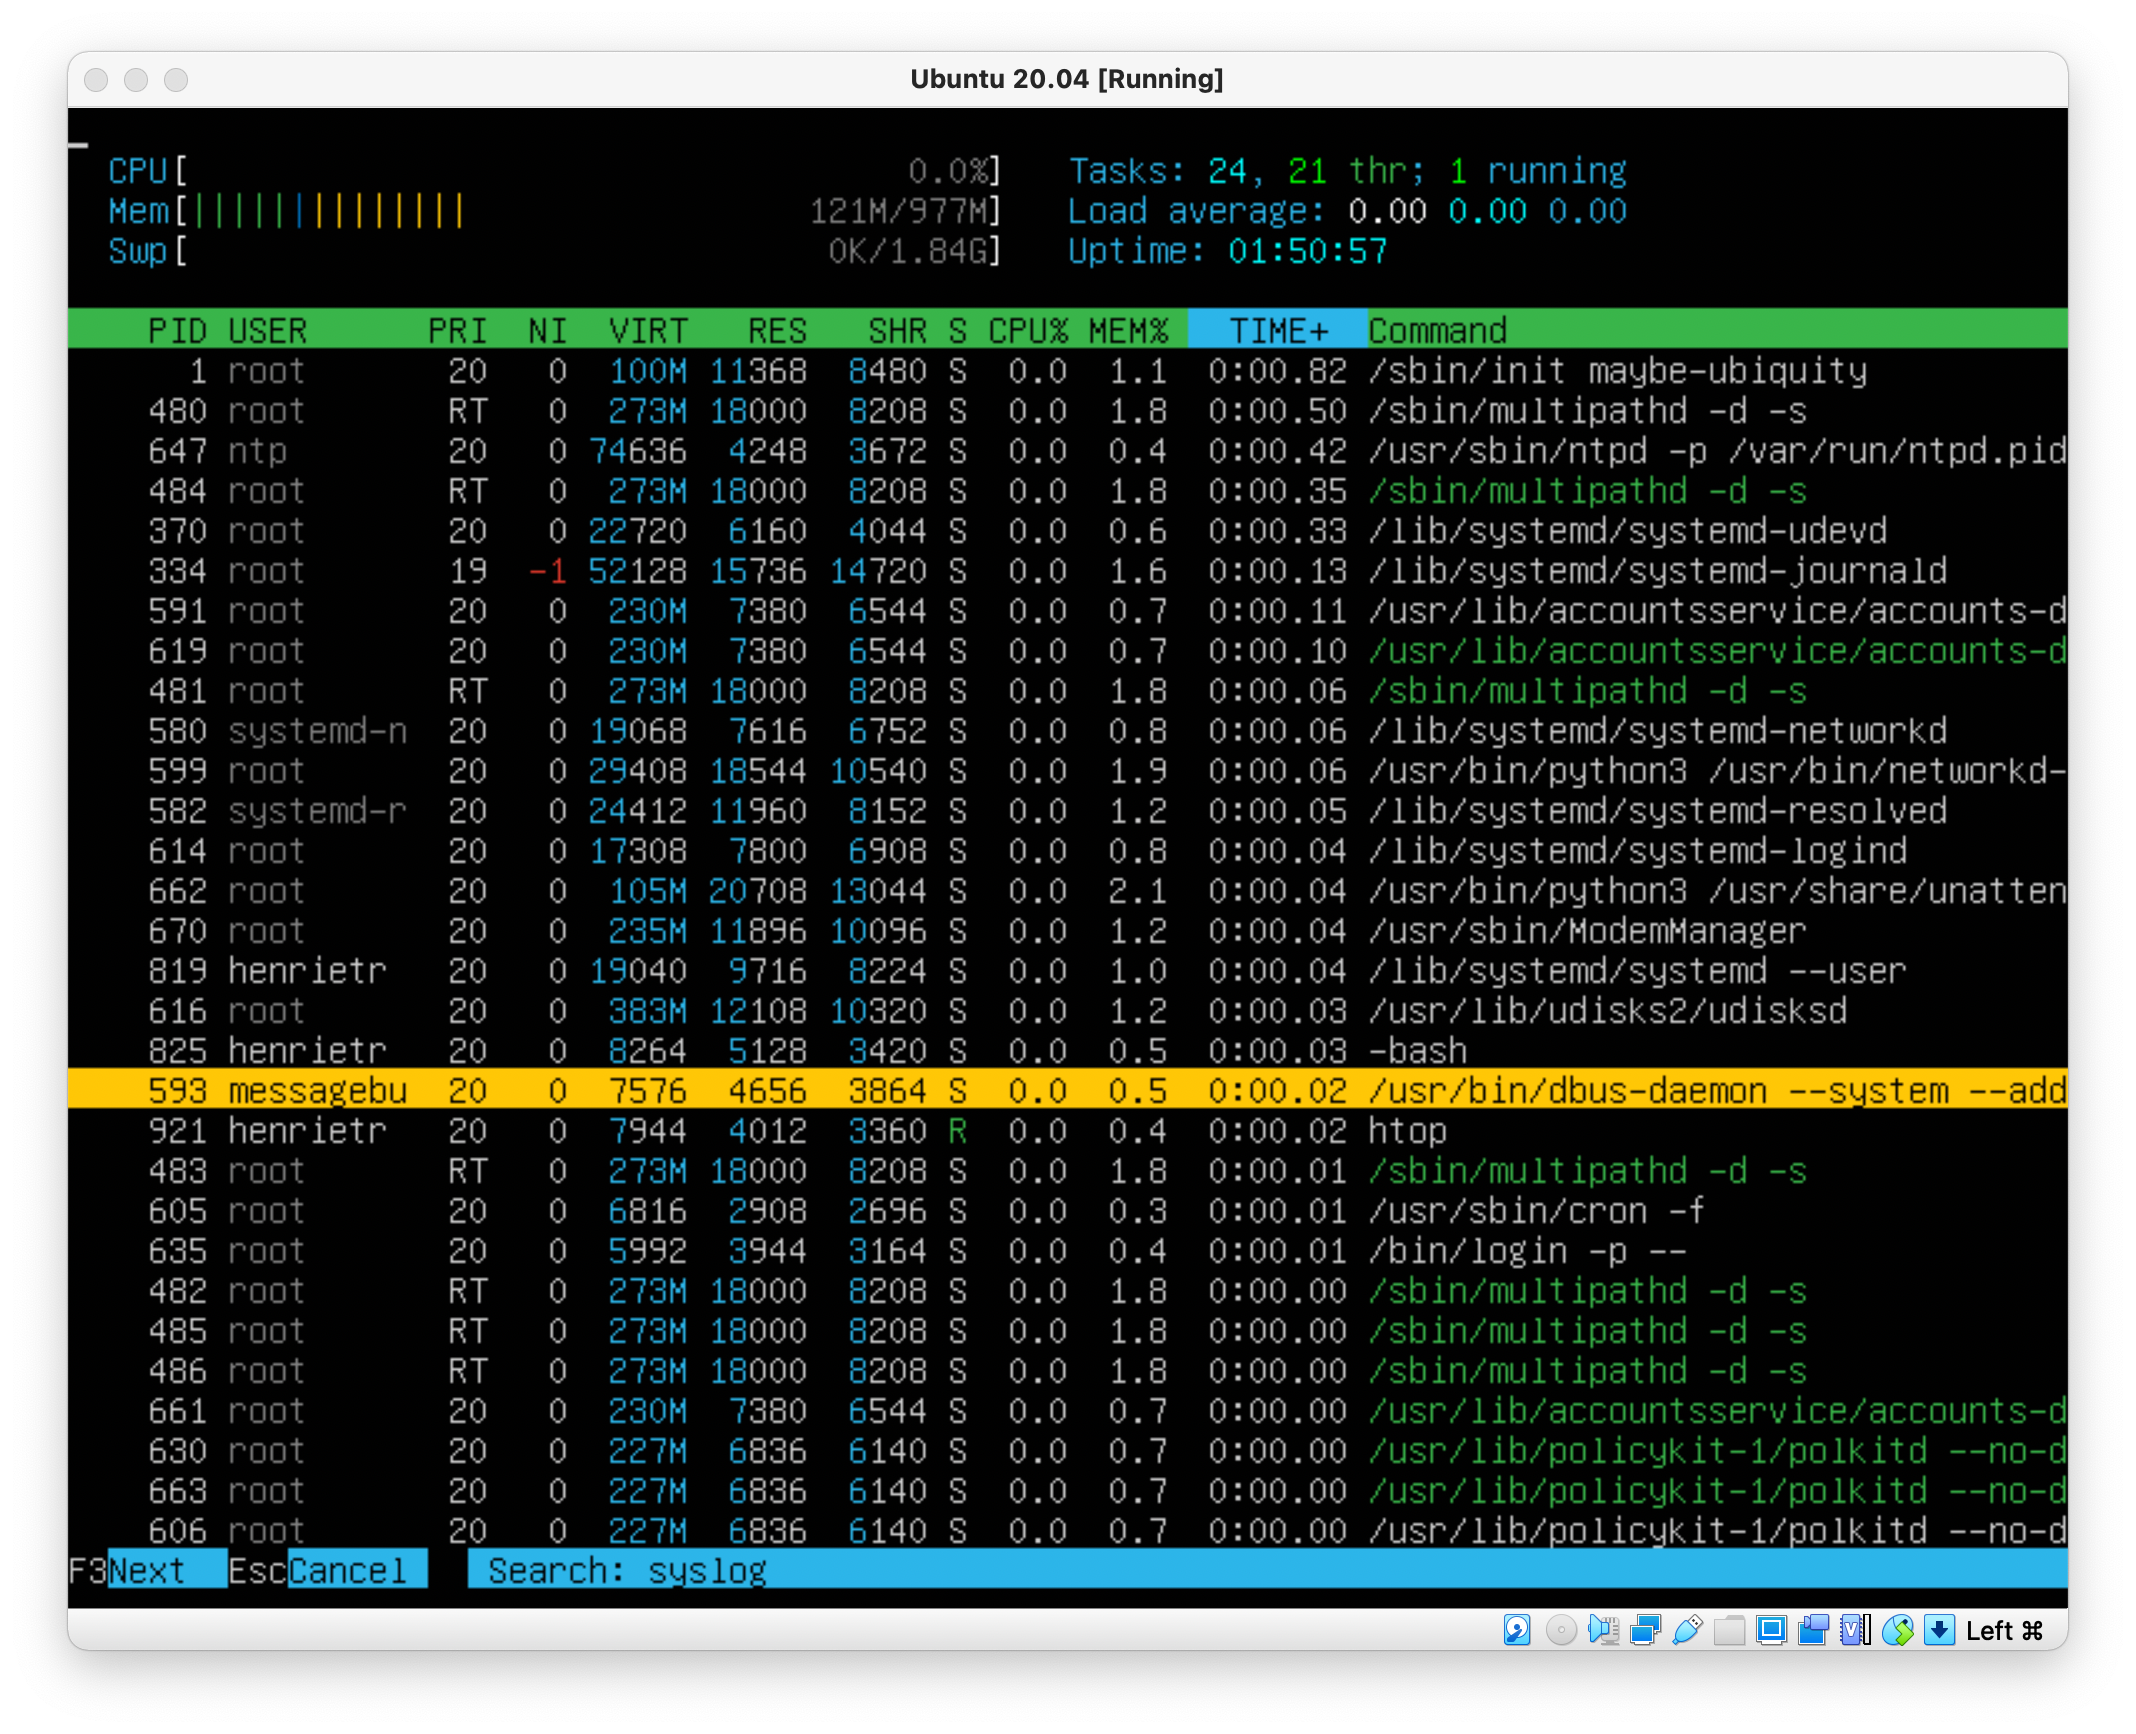 Ubuntu 20.04 [Running]
CPU[ 0.0%] Tasks: 24, 21 thr; 1 running
Mem[||||||||||||||121M/977M] Load average: 0.00 0.00 0.00
Swp[ 0K/1.84G] Uptime: 01:50:57
PID USER PRI NI VIRT RES SHR S CPU% MEM% TIME+ Command
1 root 20 0 100M 11368 8480 S 0.0 1.1 0:00.82 /sbin/init maybe-ubiquity
480 root RT 0 273M 18000 8208 S 0.0 1.8 0:00.50 /sbin/multipathd -d -s
647 ntp 20 0 74636 4248 3672 S 0.0 0.4 0:00.42 /usr/sbin/ntpd -p /var/run/ntpd.pid
484 root RT 0 273M 18000 8208 S 0.0 1.8 0:00.35 /sbin/multipathd -d -s
370 root 20 0 22720 6160 4044 S 0.0 0.6 0:00.33 /lib/systemd/systemd-udevd
334 root 19 -1 52128 15736 14720 S 0.0 1.6 0:00.13 /lib/systemd/systemd-journald
591 root 20 0 230M 7380 6544 S 0.0 0.7 0:00.11 /usr/lib/accountsservice/accounts-d
619 root 20 0 230M 7380 6544 S 0.0 0.7 0:00.10 /usr/lib/accountsservice/accounts-d
481 root RT 0 273M 18000 8208 S 0.0 1.8 0:00.06 /sbin/multipathd -d -s
580 systemd-n 20 0 19068 7616 6752 S 0.0 0.8 0:00.06 /lib/systemd/systemd-networkd
599 root 20 0 29408 18544 10540 S 0.0 1.9 0:00.06 /usr/bin/python3 /usr/bin/networkd-
582 systemd-r 20 0 24412 11960 8152 S 0.0 1.2 0:00.05 /lib/systemd/systemd-resolved
614 root 20 0 17308 7800 6908 S 0.0 0.8 0:00.04 /lib/systemd/systemd-logind
662 root 20 0 105M 20708 13044 S 0.0 2.1 0:00.04 /usr/bin/python3 /usr/share/unatten
670 root 20 0 235M 11896 10096 S 0.0 1.2 0:00.04 /usr/sbin/ModemManager
819 henrietr 20 0 19040 9716 8224 S 0.0 1.0 0:00.04 /lib/systemd/systemd --user
616 root 20 0 383M 12108 10320 S 0.0 1.2 0:00.03 /usr/lib/udisks2/udisksd
825 henrietr 20 0 8264 5128 3420 S 0.0 0.5 0:00.03 -bash
593 messagebu 20 0 7576 4656 3864 S 0.0 0.5 0:00.02 /usr/bin/dbus-daemon --system --add
921 henrietr 20 0 7944 4012 3360 R 0.0 0.4 0:00.02 htop
483 root RT 0 273M 18000 8208 S 0.0 1.8 0:00.01 /sbin/multipathd -d -s
605 root 20 0 6816 2908 2696 S 0.0 0.3 0:00.01 /usr/sbin/cron -f
635 root 20 0 5992 3944 3164 S 0.0 0.4 0:00.01 /bin/login -p --
482 root RT 0 273M 18000 8208 S 0.0 1.8 0:00.00 /sbin/multipathd -d -s
485 root RT 0 273M 18000 8208 S 0.0 1.8 0:00.00 /sbin/multipathd -d -s
486 root RT 0 273M 18000 8208 S 0.0 1.8 0:00.00 /sbin/multipathd -d -s
661 root 20 0 230M 7380 6544 S 0.0 0.7 0:00.00 /usr/lib/accountsservice/accounts-d
630 root 20 0 227M 6836 6140 S 0.0 0.7 0:00.00 /usr/lib/policykit-1/polkitd --no-d
663 root 20 0 227M 6836 6140 S 0.0 0.7 0:00.00 /usr/lib/policykit-1/polkitd --no-d
606 root 20 0 227M 6836 6140 S 0.0 0.7 0:00.00 /usr/lib/policykit-1/polkitd --no-d
F3Next EscCancel Search: syslog
Left ⌘